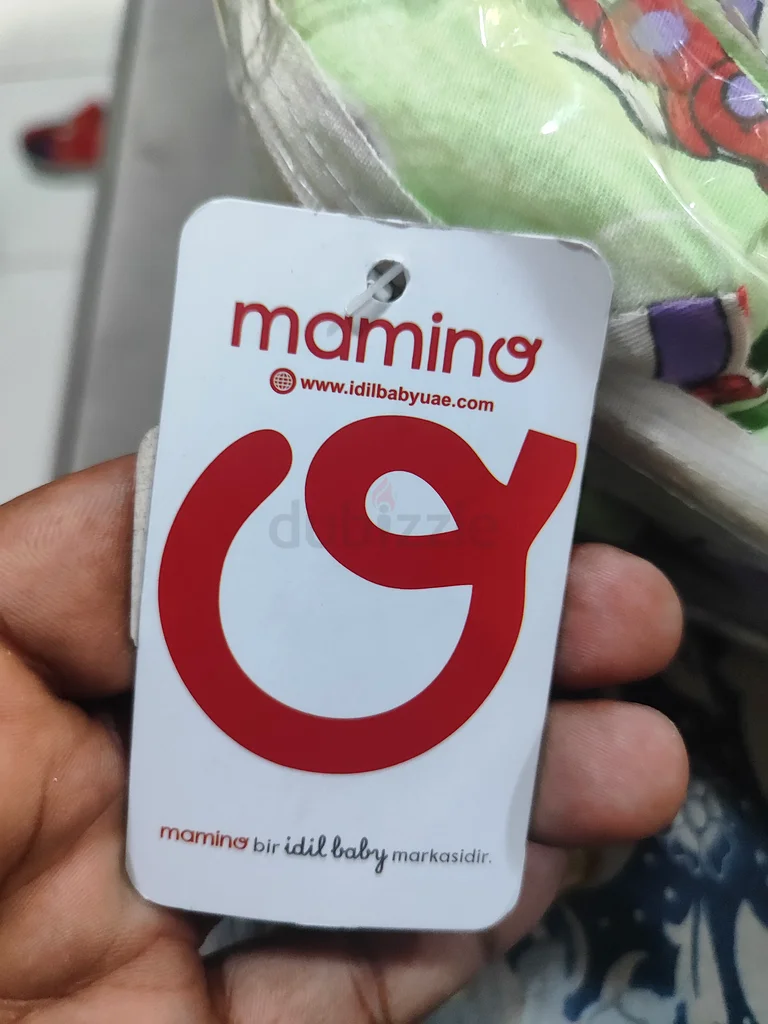 mamino
www.idilbabyuae.com
dubizzle
mamino bir idil baby markasidir.